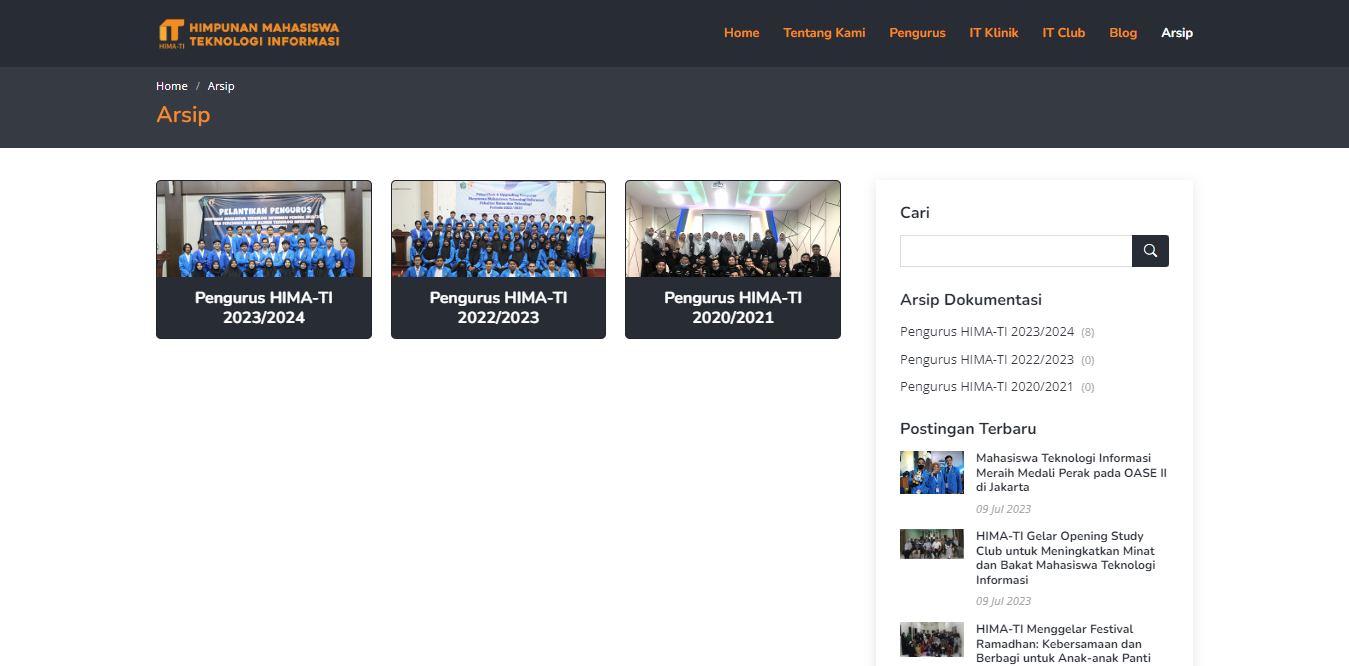 HIMPUNAN MAHASISWA
TEKNOLOGI INFORMASI
IT
HIMA-TI
Home
Tentang Kami
Pengurus
IT Klinik
IT Club
Blog
Arsip
Home / Arsip
Arsip
PELANTIKAN PENGURUS
Pengurus HIMA-TI
2023/2024
Pengurus HIMA-TI
2022/2023
Pengurus HIMA-TI
2020/2021
Cari
Arsip Dokumentasi
Pengurus HIMA-TI 2023/2024 (8)
Pengurus HIMA-TI 2022/2023 (0)
Pengurus HIMA-TI 2020/2021 (0)
Postingan Terbaru
Mahasiswa Teknologi Informasi
Meraih Medali Perak pada OASE II
di Jakarta
09 Jul 2023
HIMA-TI Gelar Opening Study
Club untuk Meningkatkan Minat
dan Bakat Mahasiswa Teknologi
Informasi
09 Jul 2023
HIMA-TI Menggelar Festival
Ramadhan: Kebersamaan dan
Berbagi untuk Anak-anak Panti